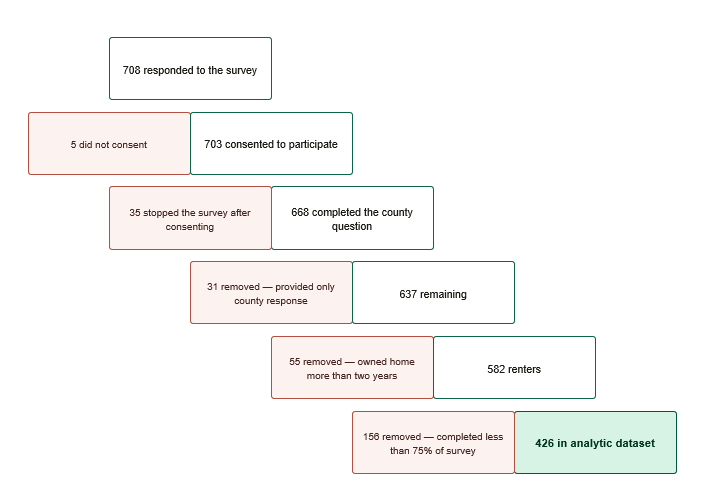 708 responded to the survey
5 did not consent
703 consented to participate
35 stopped the survey after
consenting
668 completed the county
question
31 removed — provided only
county response
637 remaining
55 removed — owned home
more than two years
582 renters
156 removed — completed less
than 75% of survey
426 in analytic dataset